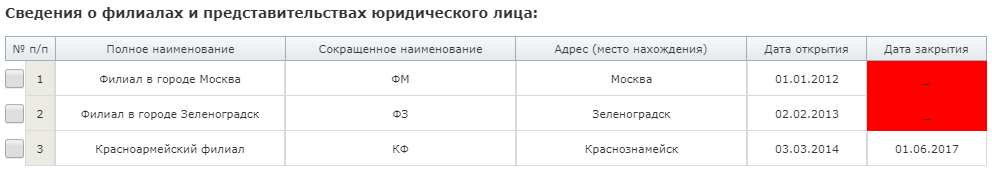 Сведения о филиалах и представительствах юридического лица:
№ п/п Полное наименование Сокращенное наименование Адрес (место нахождения) Дата открытия Дата закрытия
1 Филиал в городе Москва ФМ Москва 01.01.2012 _
2 Филиал в городе Зеленоградск ФЗ Зеленоградск 02.02.2013 _
3 Красноармейский филиал КФ Краснознамейск 03.03.2014 01.06.2017